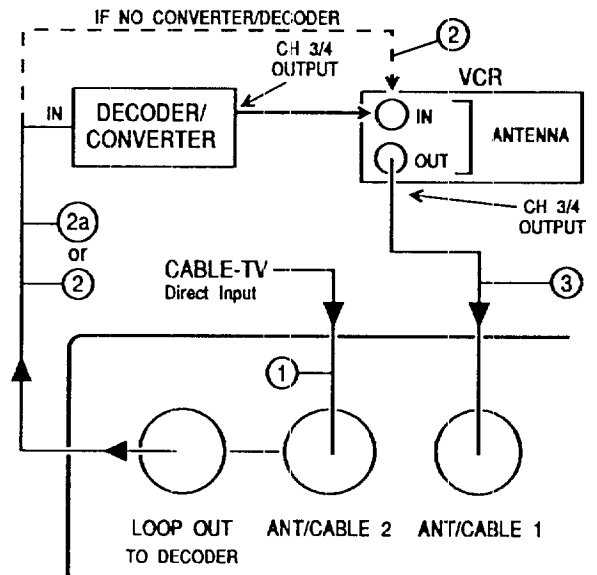 IF NO CONVERTER/DECODER
2
CH 3/4
OUTPUT
VCR
IN
DECODER/
CONVERTER
IN
OUT
ANTENNA
CH 3/4
OUTPUT
2a
or
2
CABLE-TV
Direct Input
3
1
LOOP OUT
TO DECODER
ANT/CABLE 2
ANT/CABLE 1